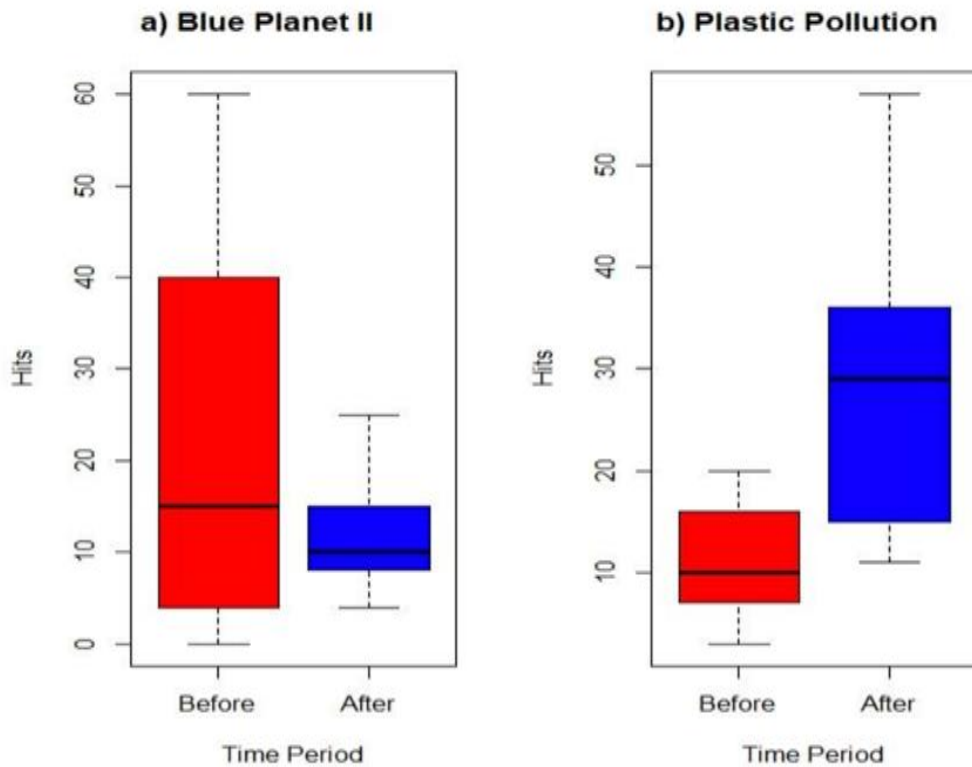 a) Blue Planet II
60
50
40
30
20
10
0
Hits
Before After
Time Period
b) Plastic Pollution
50
40
30
20
10
Hits
Before After
Time Period